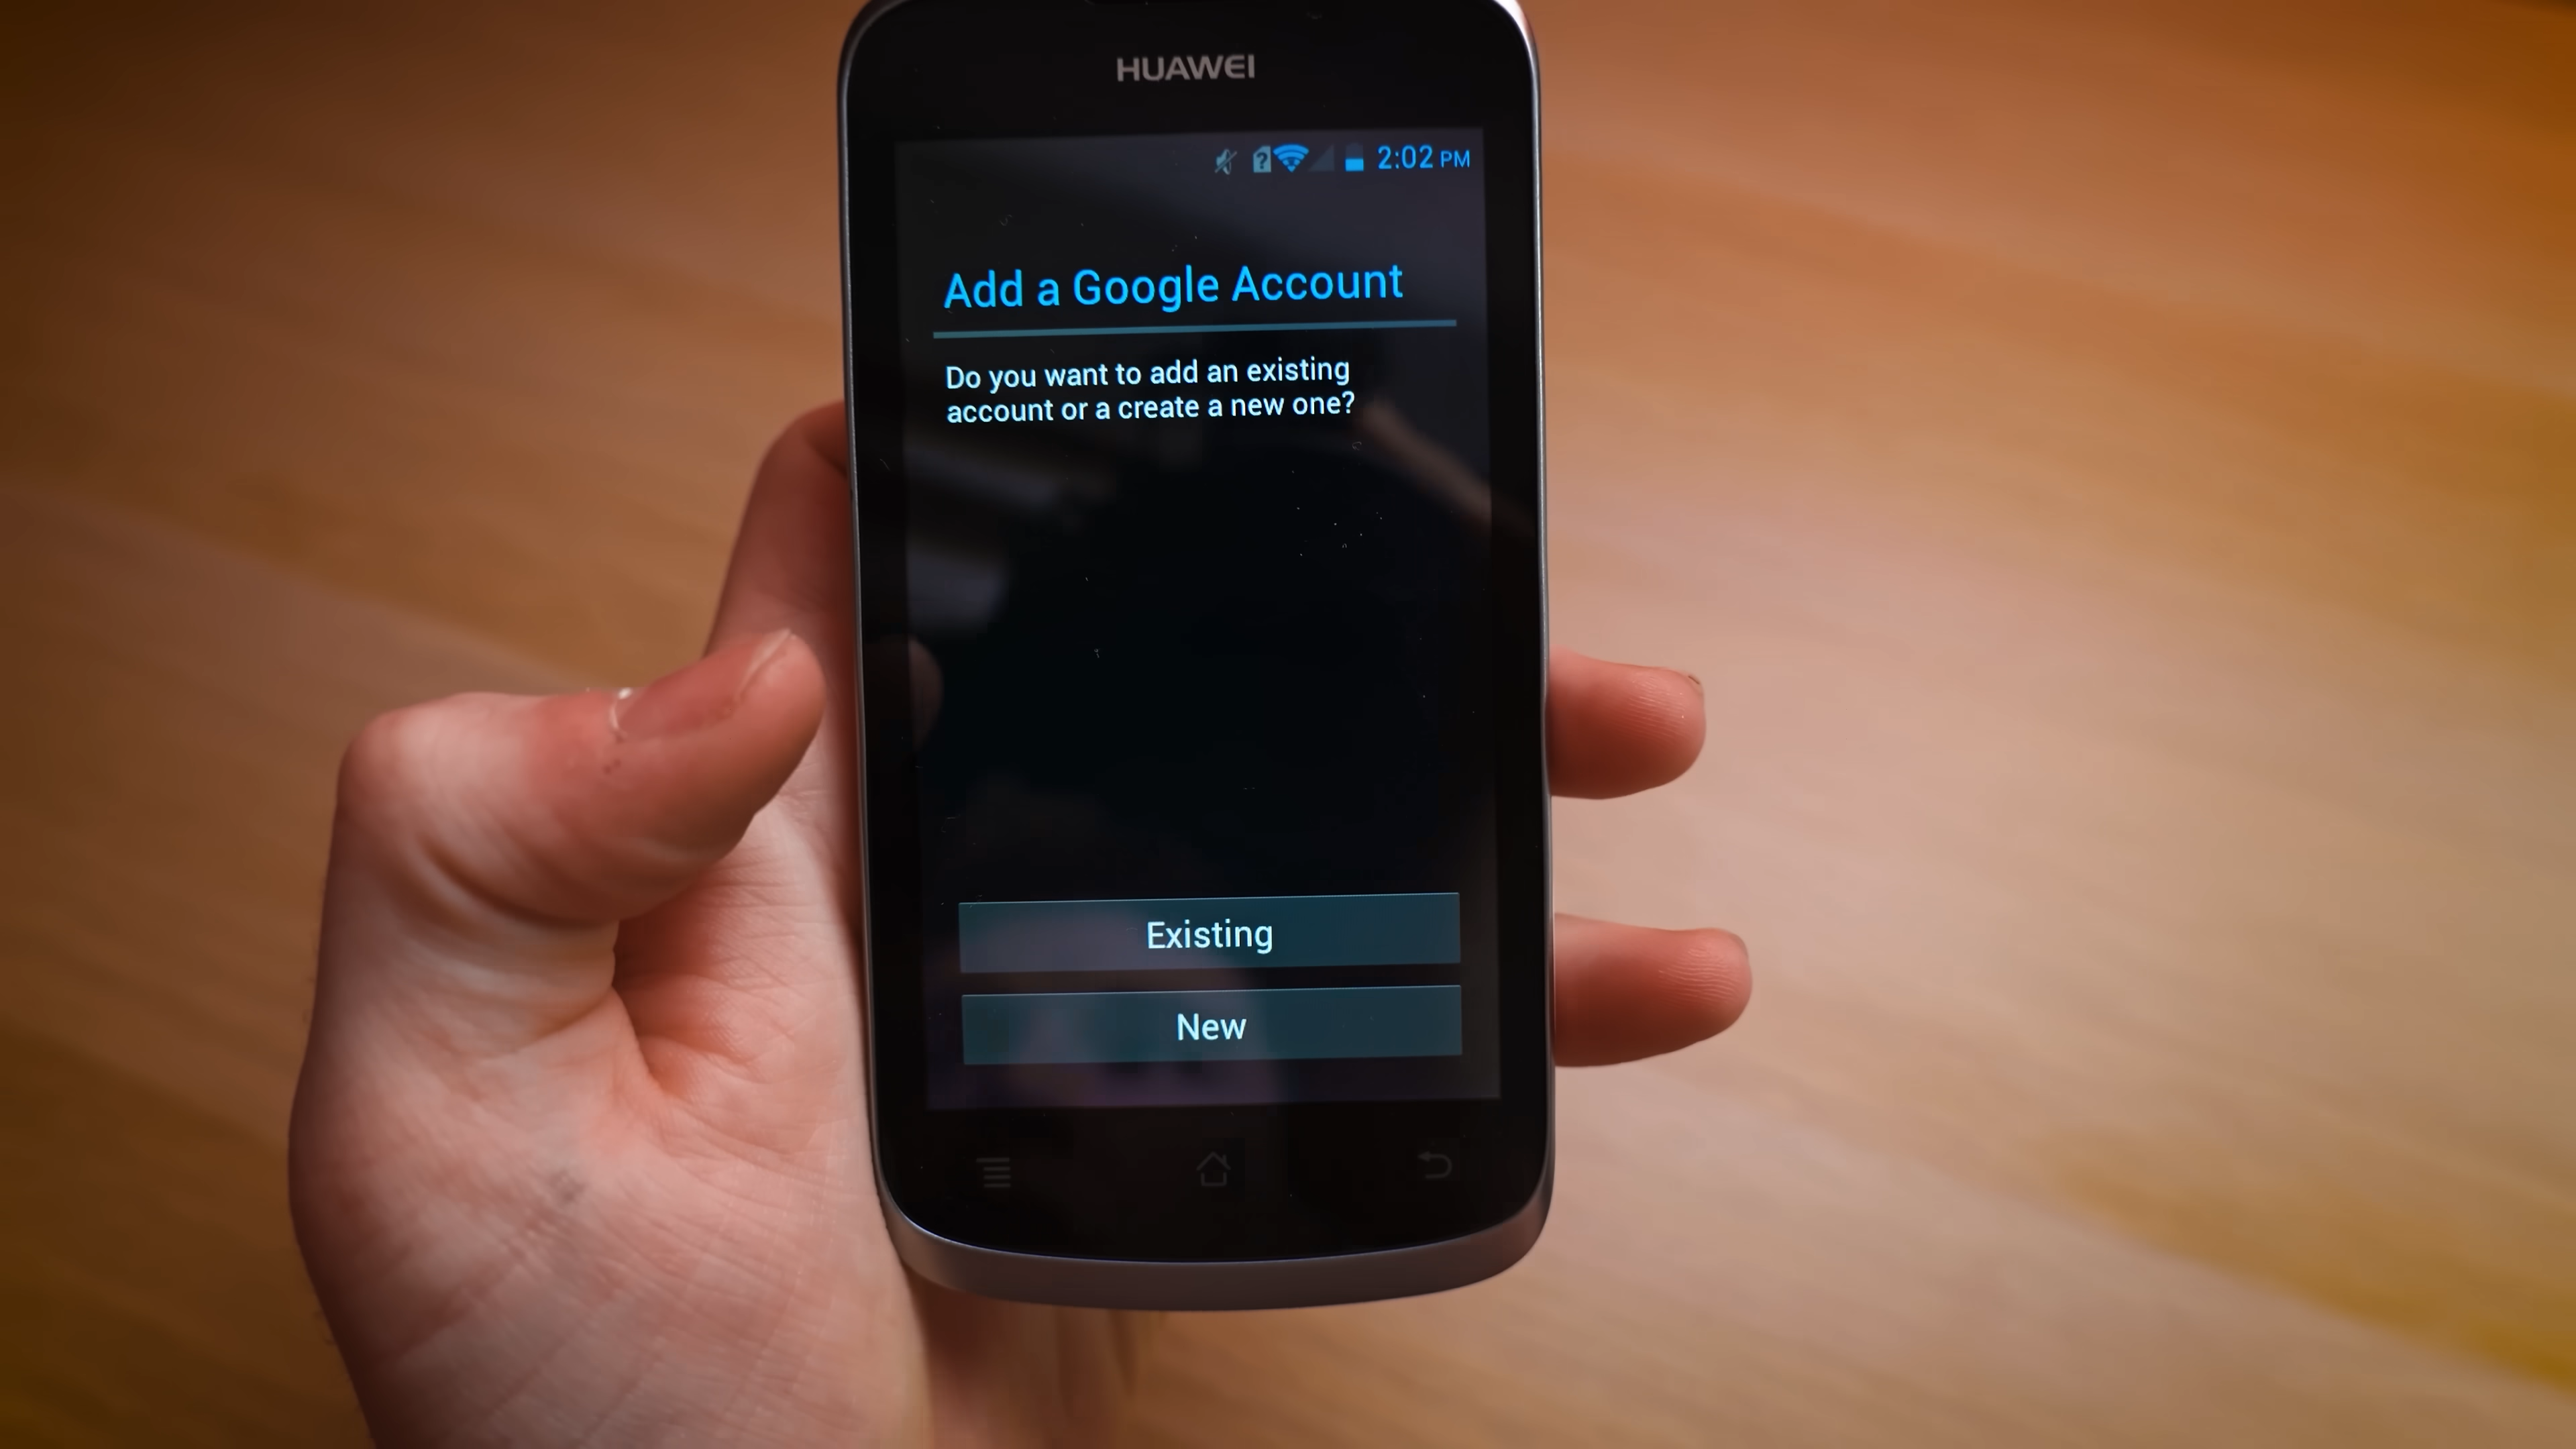 HUAWEI
2:02 PM
Add a Google Account
Do you want to add an existing
account or a create a new one?
Existing
New